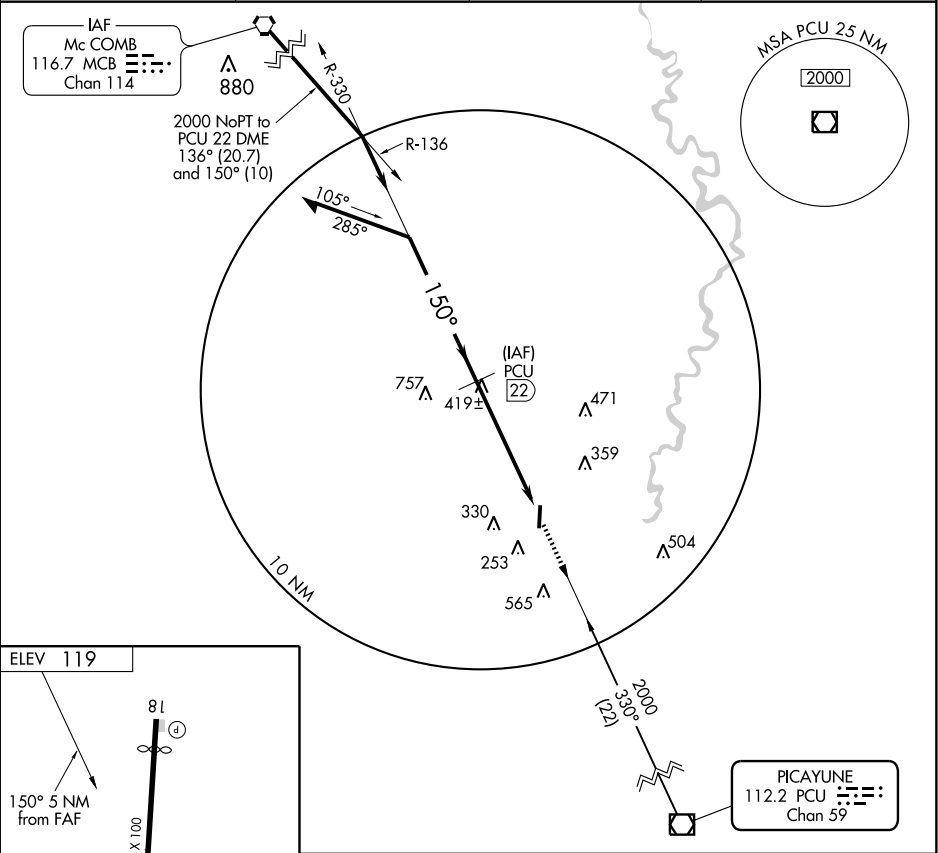 IAF
Mc COMB
116.7 MCB
Chan 114
880
R-330
2000 NoPT to
PCU 22 DME
136° (20.7)
and 150° (10)
R-136
MSA PCU 25 NM
2000
105°
285°
150°
(IAF)
PCU
22
757
419±
471
359
330
253
504
565
10 NM
2000
330°
(22)
PICAYUNE
112.2 PCU
Chan 59
ELEV 119
18
P
150° 5 NM
from FAF
X 100